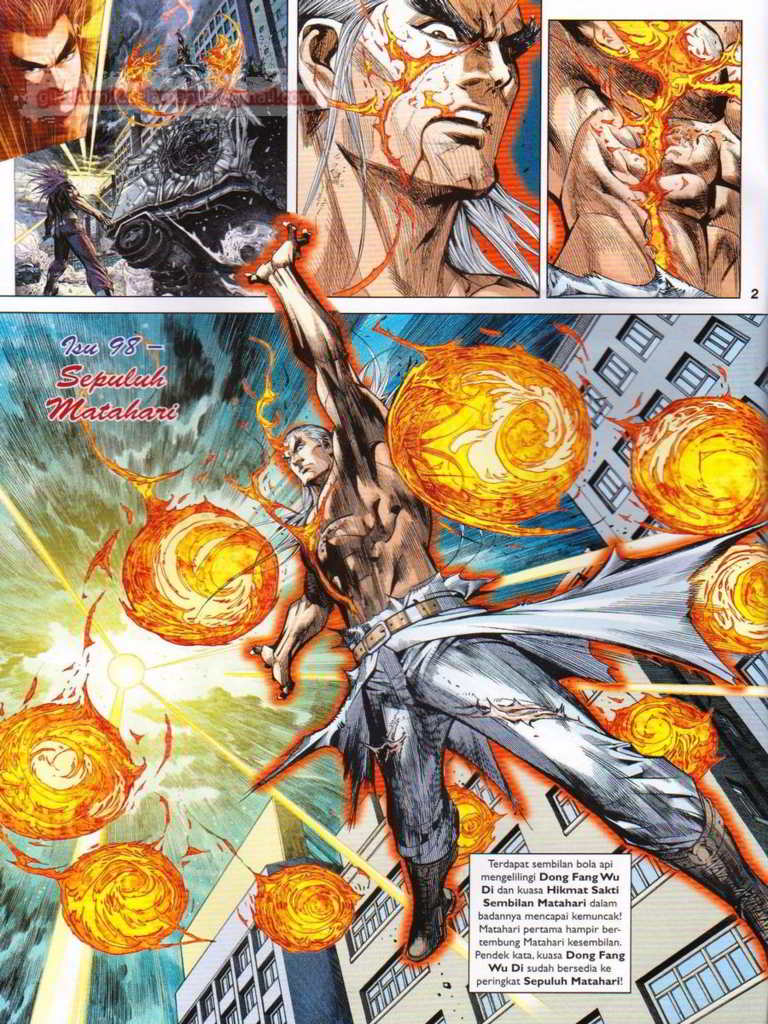 2
Isu 98 –
Sepuluh
Matahari
Terdapat sembilan bola api
mengelilingi Dong Fang Wu
Di dan kuasa Hikmat Sakti
Sembilan Matahari dalam
badannya mencapai kemuncak!
Matahari pertama hampir ber-
tembung Matahari kesembilan.
Pendek kata, kuasa Dong Fang
Wu Di sudah bersedia ke
peringkat Sepuluh Matahari!